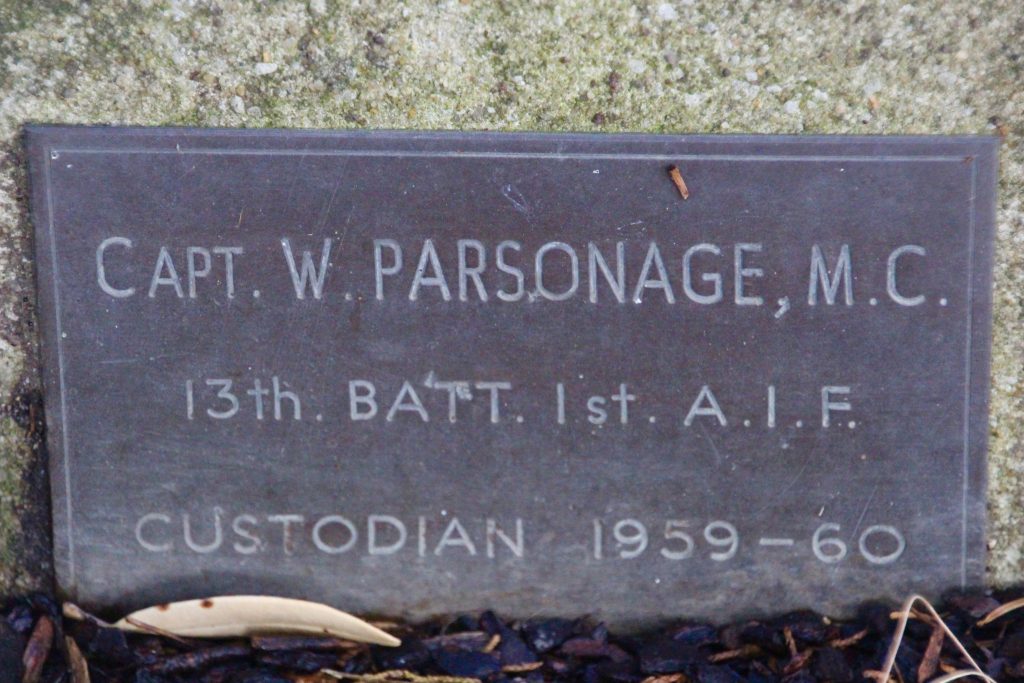 CAPT. W. PARSONAGE, M.C.
13th. BATT. 1st. A.I.F.
CUSTODIAN 1959-60